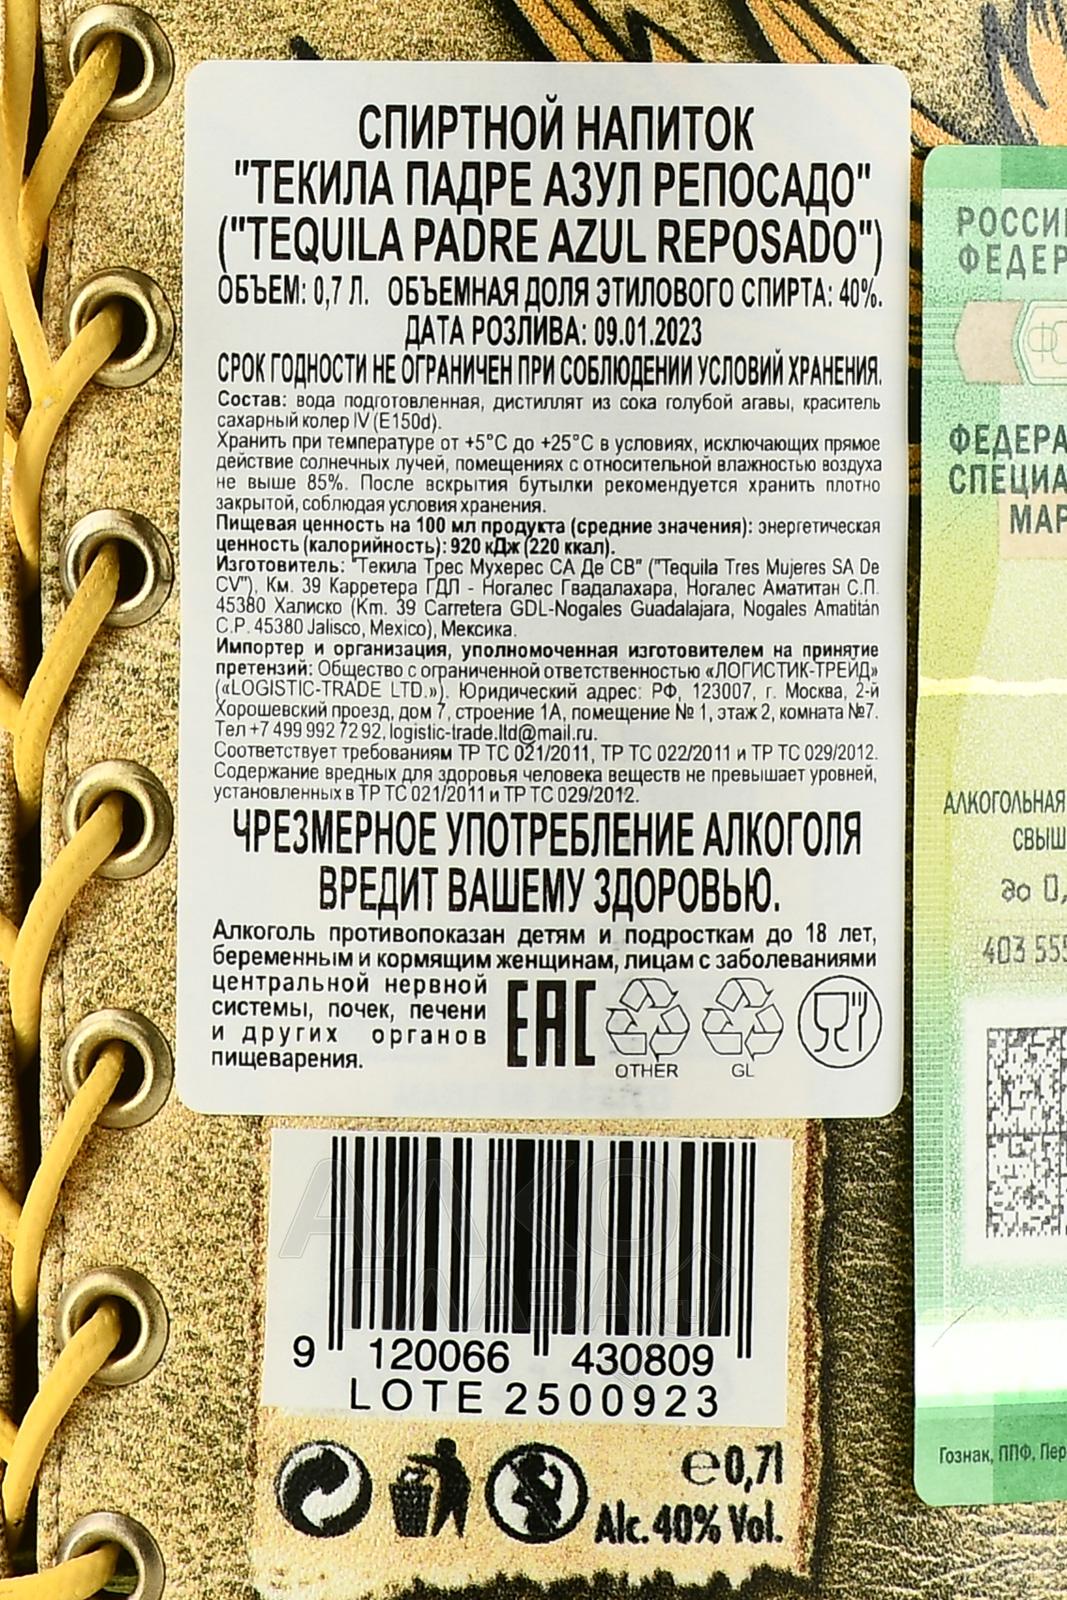 СПИРТНОЙ НАПИТОК
"ТЕКИЛА ПАДРЕ АЗУЛ РЕПОСАДО"
("TEQUILA PADRE AZUL REPOSADO")
ОБЪЕМ: 0,7 Л. ОБЪЕМНАЯ ДОЛЯ ЭТИЛОВОГО СПИРТА: 40%.
ДАТА РОЗЛИВА: 09.01.2023
СРОК ГОДНОСТИ НЕ ОГРАНИЧЕН ПРИ СОБЛЮДЕНИИ УСЛОВИЙ ХРАНЕНИЯ.
Состав: вода подготовленная, дистиллят из сока голубой агавы, краситель
сахарный колер IV (E150d).
Хранить при температуре от +5°С до +25°С в условиях, исключающих прямое
действие солнечных лучей, помещениях с относительной влажностью воздуха
не выше 85%. После вскрытия бутылки рекомендуется хранить плотно
закрытой, соблюдая условия хранения.
Пищевая ценность на 100 мл продукта (средние значения): энергетическая
ценность (калорийность): 920 кДж (220 ккал).
Изготовитель: "Текила Трес Мухерес СА Де СВ" ("Tequila Tres Mujeres SA De
CV"), Км. 39 Карретера ГДЛ - Ногалес Гвадалахара, Ногалес Аматитан С.П.
45380 Халиско (Km. 39 Carretera GDL-Nogales Guadalajara, Nogales Amatitán
C.P. 45380 Jalisco, Mexico), Мексика.
Импортер и организация, уполномоченная изготовителем на принятие
претензий: Общество с ограниченной ответственностью «ЛОГИСТИК-ТРЕЙД»
(«LOGISTIC-TRADE LTD.»). Юридический адрес: РФ, 123007, г. Москва, 2-й
Хорошевский проезд, дом 7, строение 1А, помещение № 1, этаж 2, комната №7.
Тел +7 499 992 72 92, logistic-trade.ltd@mail.ru.
Соответствует требованиям ТР ТС 021/2011, ТР ТС 022/2011 и ТР ТС 029/2012.
Содержание вредных для здоровья человека веществ не превышает уровней,
установленных в ТР ТС 021/2011 и ТР ТС 029/2012.
ЧРЕЗМЕРНОЕ УПОТРЕБЛЕНИЕ АЛКОГОЛЯ
ВРЕДИТ ВАШЕМУ ЗДОРОВЬЮ.
Алкоголь противопоказан детям и подросткам до 18 лет,
беременным и кормящим женщинам, лицам с заболеваниями
центральной нервной
системы, почек, печени
и других органов
пищеварения.
EAC
OTHER
GL
9 120066 430809
LOTE 2500923
℮0,7l
Alc. 40% Vol.
РОССИ
ФЕДЕР
ФЕДЕРА
СПЕЦИА
МАР
АЛКОГОЛЬНАЯ
СВЫШ
до 0,
403 555
Гознак, ППФ, Пер